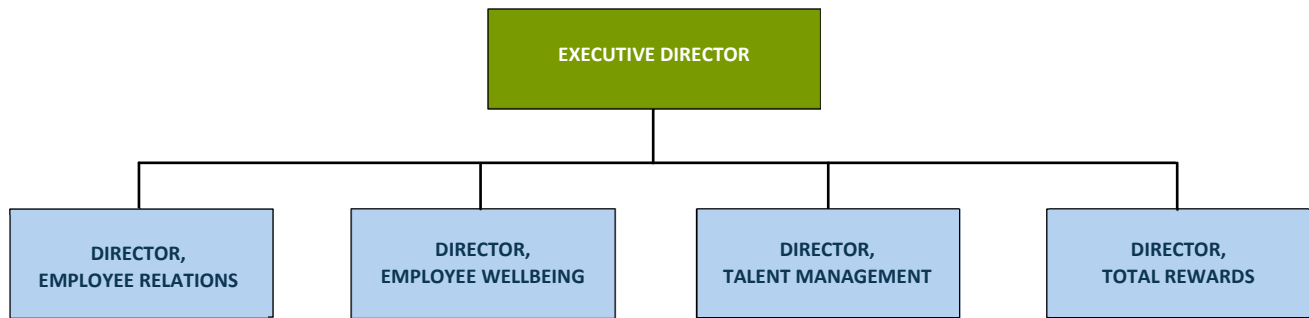 EXECUTIVE DIRECTOR
DIRECTOR,
EMPLOYEE RELATIONS
DIRECTOR,
EMPLOYEE WELLBEING
DIRECTOR,
TALENT MANAGEMENT
DIRECTOR,
TOTAL REWARDS